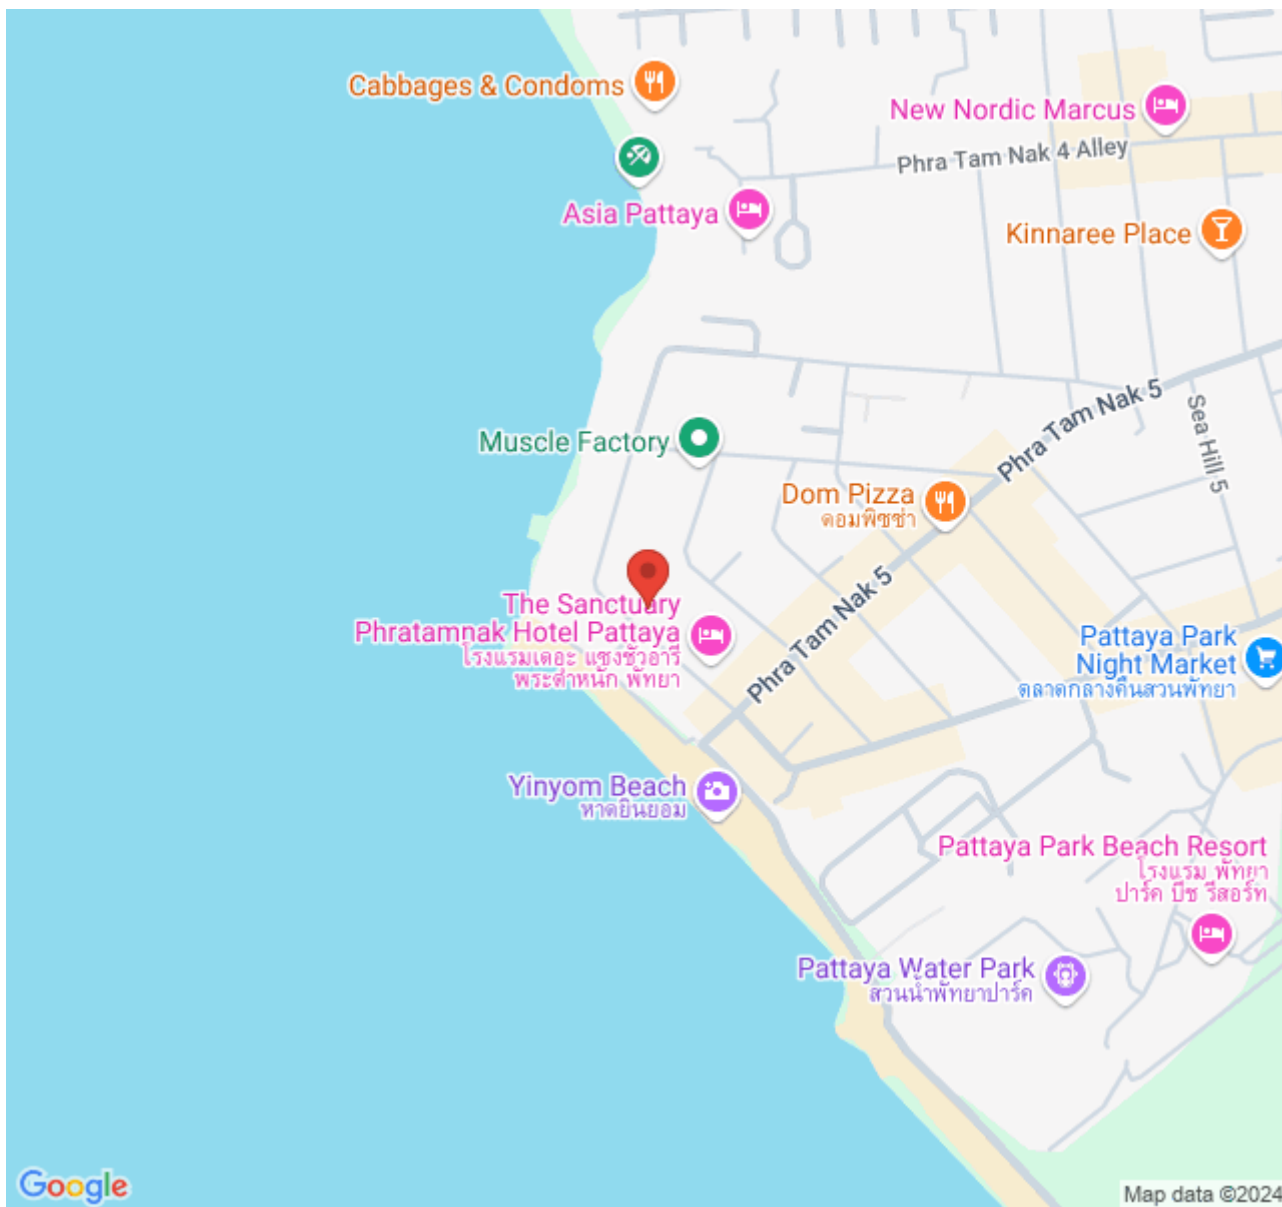 Cabbages & Condoms
New Nordic Marcus
Phra Tam Nak 4 Alley
Asia Pattaya
Kinnaree Place
Phra Tam Nak 5
Sea Hill 5
Muscle Factory
Dom Pizza
ดอมพิซซ่า
The Sanctuary
Phratamnak Hotel Pattaya
โรงแรมเดอะ แซงชัวอารี
พระตำหนัก พัทยา
Phra Tam Nak 5
Pattaya Park
Night Market
ตลาดกลางคืนสวนพัทยา
Yinyom Beach
หาดยินยอม
Pattaya Park Beach Resort
โรงแรม พัทยา
ปาร์ค บีช รีสอร์ท
Pattaya Water Park
สวนน้ำพัทยาปาร์ค
Google
Map data ©2024